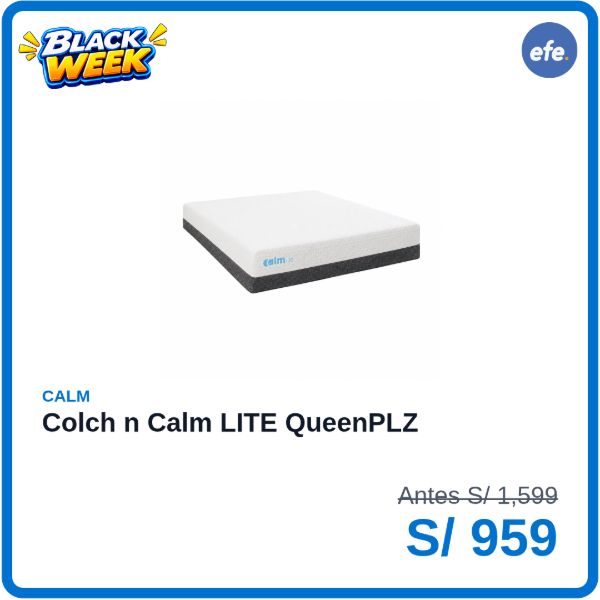 BLACK
WEEK
efe.
Calm
CALM
Colch n Calm LITE QueenPLZ
Antes S/ 1,599
S/ 959